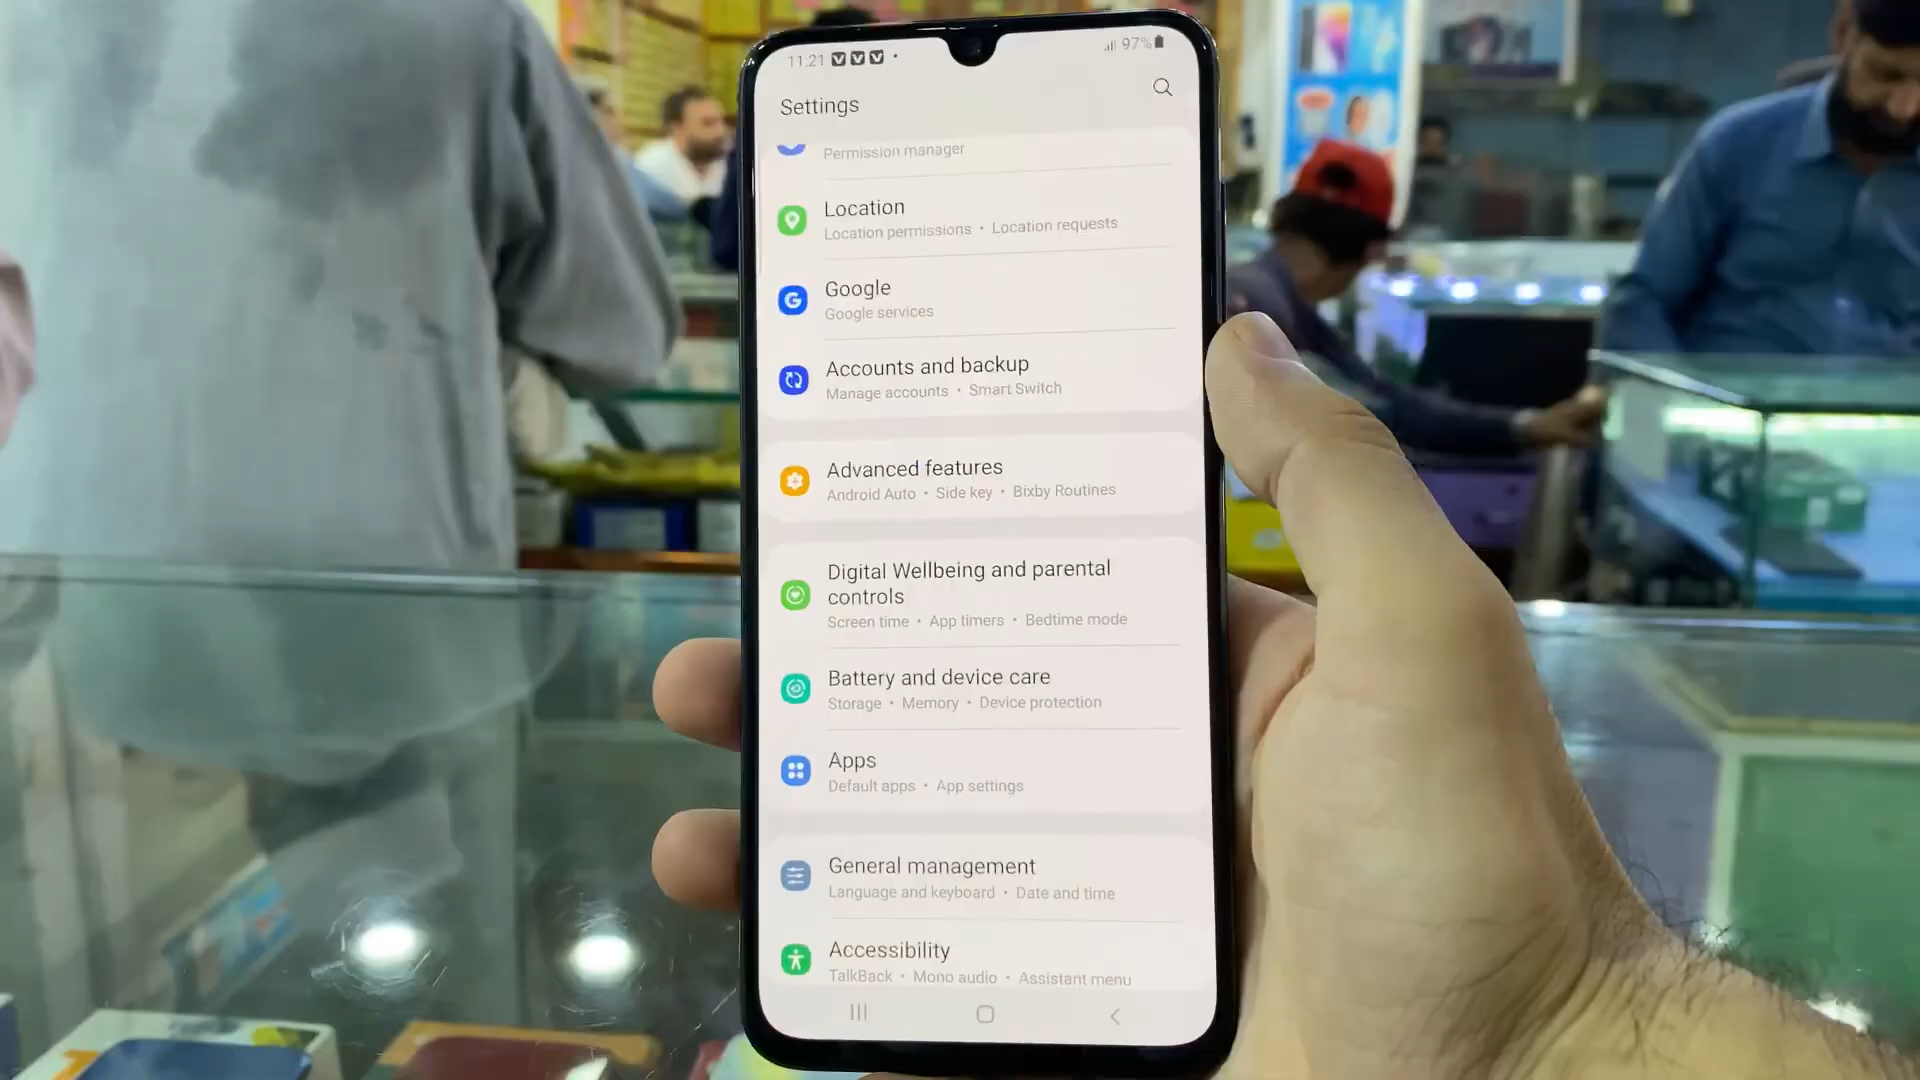 11:21
97%
Settings
Permission manager
Location
Location permissions • Location requests
Google
Google services
Accounts and backup
Manage accounts • Smart Switch
Advanced features
Android Auto • Side key • Bixby Routines
Digital Wellbeing and parental
controls
Screen time • App timers • Bedtime mode
Battery and device care
Storage • Memory • Device protection
Apps
Default apps • App settings
General management
Language and keyboard • Date and time
Accessibility
TalkBack • Mono audio • Assistant menu